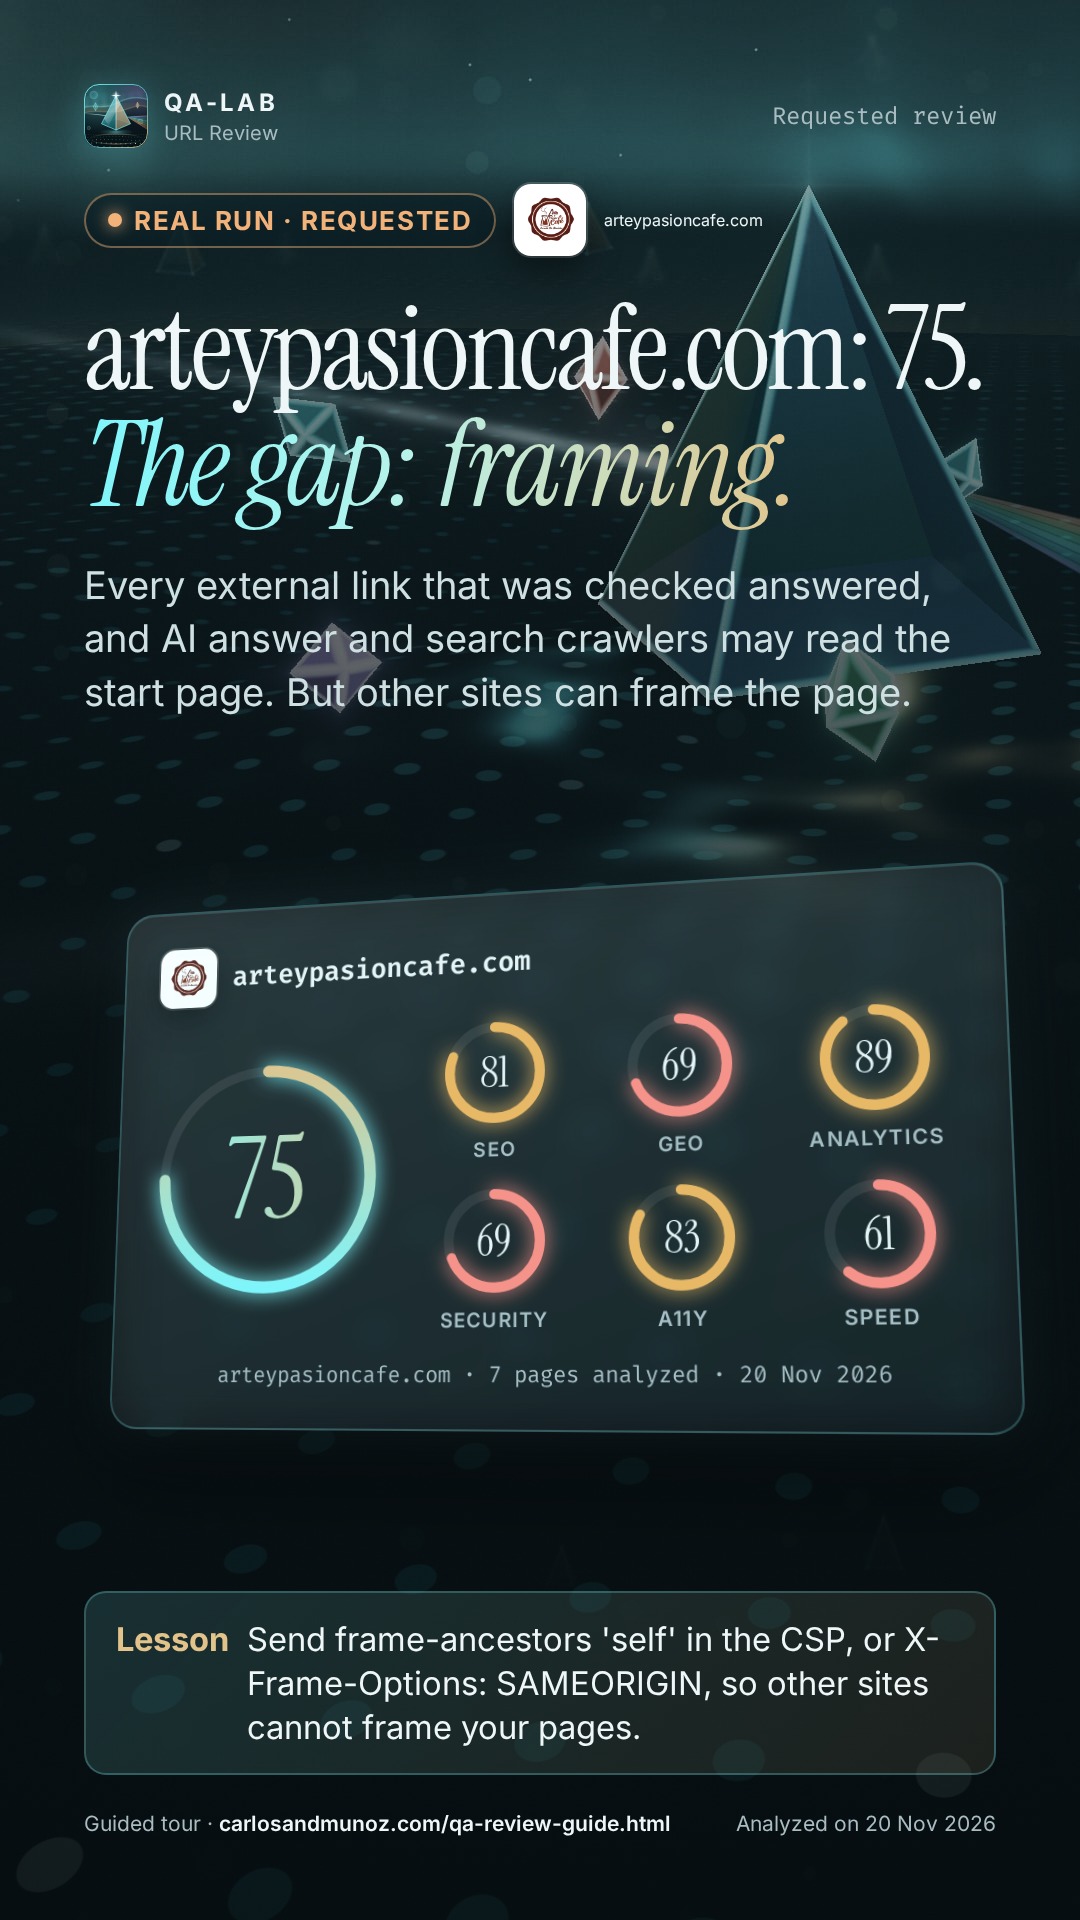 QA-LAB
URL Review
Requested review
REAL RUN · REQUESTED
arteypasioncafe.com
arteypasioncafe.com: 75.
The gap: framing.
Every external link that was checked answered,
and AI answer and search crawlers may read the
start page. But other sites can frame the page.
arteypasioncafe.com
75
81
SEO
69
GEO
89
ANALYTICS
69
SECURITY
83
A11Y
61
SPEED
arteypasioncafe.com · 7 pages analyzed · 20 Nov 2026
Lesson
Send frame-ancestors 'self' in the CSP, or X-
Frame-Options: SAMEORIGIN, so other sites
cannot frame your pages.
Guided tour · carlosandmunoz.com/qa-review-guide.html
Analyzed on 20 Nov 2026